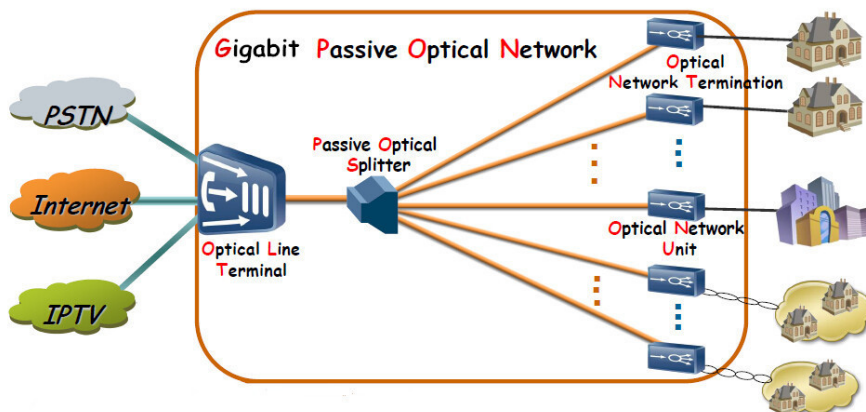 Gigabit Passive Optical Network
Optical
Network Termination
PSTN
Passive Optical
Splitter
Internet
Optical Network
Unit
Optical Line
Terminal
IPTV